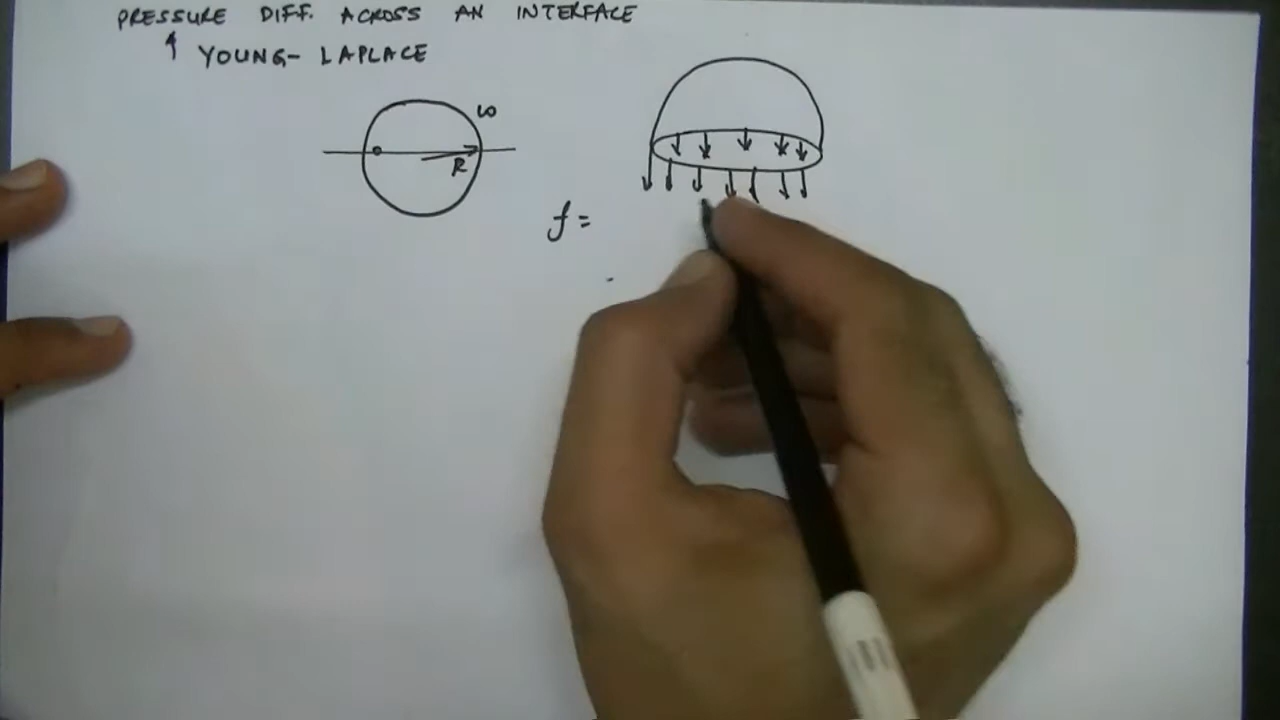 PRESSURE DIFF. ACROSS AN INTERFACE
YOUNG-LAPLACE
ω
R
f =